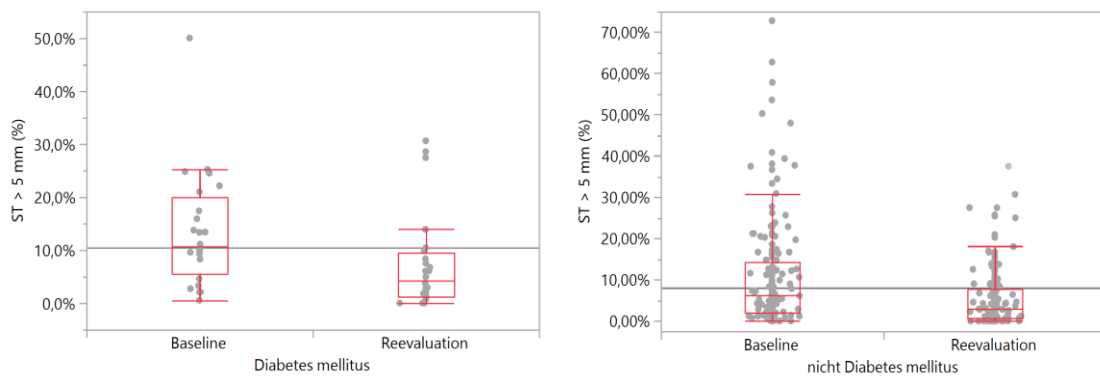 ST > 5 mm (%)
50,0%
40,0%
30,0%
20,0%
10,0%
0,0%
Baseline
Reevaluation
Diabetes mellitus
ST > 5 mm (%)
70,00%
60,00%
50,00%
40,00%
30,00%
20,00%
10,00%
0,00%
Baseline
Reevaluation
nicht Diabetes mellitus